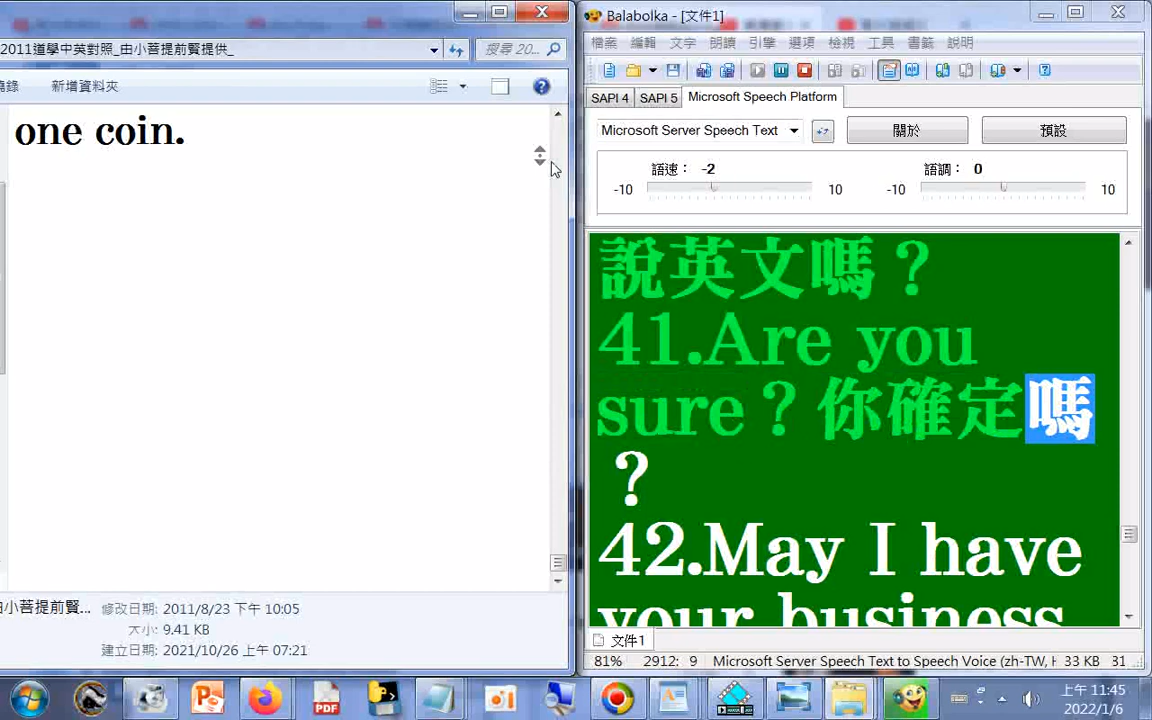 2011道學中英對照_由小菩提前賢提供_
搜尋 20...
燒錄
新增資料夾
one coin.
由小菩提前賢...
修改日期: 2011/8/23 下午 10:05
大小: 9.41 KB
建立日期: 2021/10/26 上午 07:21
Balabolka - [文件1]
檔案 編輯 文字 朗讀 引擎 選項 檢視 工具 書籤 說明
SAPI 4 SAPI 5 Microsoft Speech Platform
Microsoft Server Speech Text
關於
預設
語速： -2
-10 10
語調： 0
-10 10
說英文嗎？
41.Are you
sure？你確定嗎
？
42.May I have
your business
文件1
81% 2912: 9 Microsoft Server Speech Text to Speech Voice (zh-TW, H 33 KB 31
PDF
上午 11:45
2022/1/6